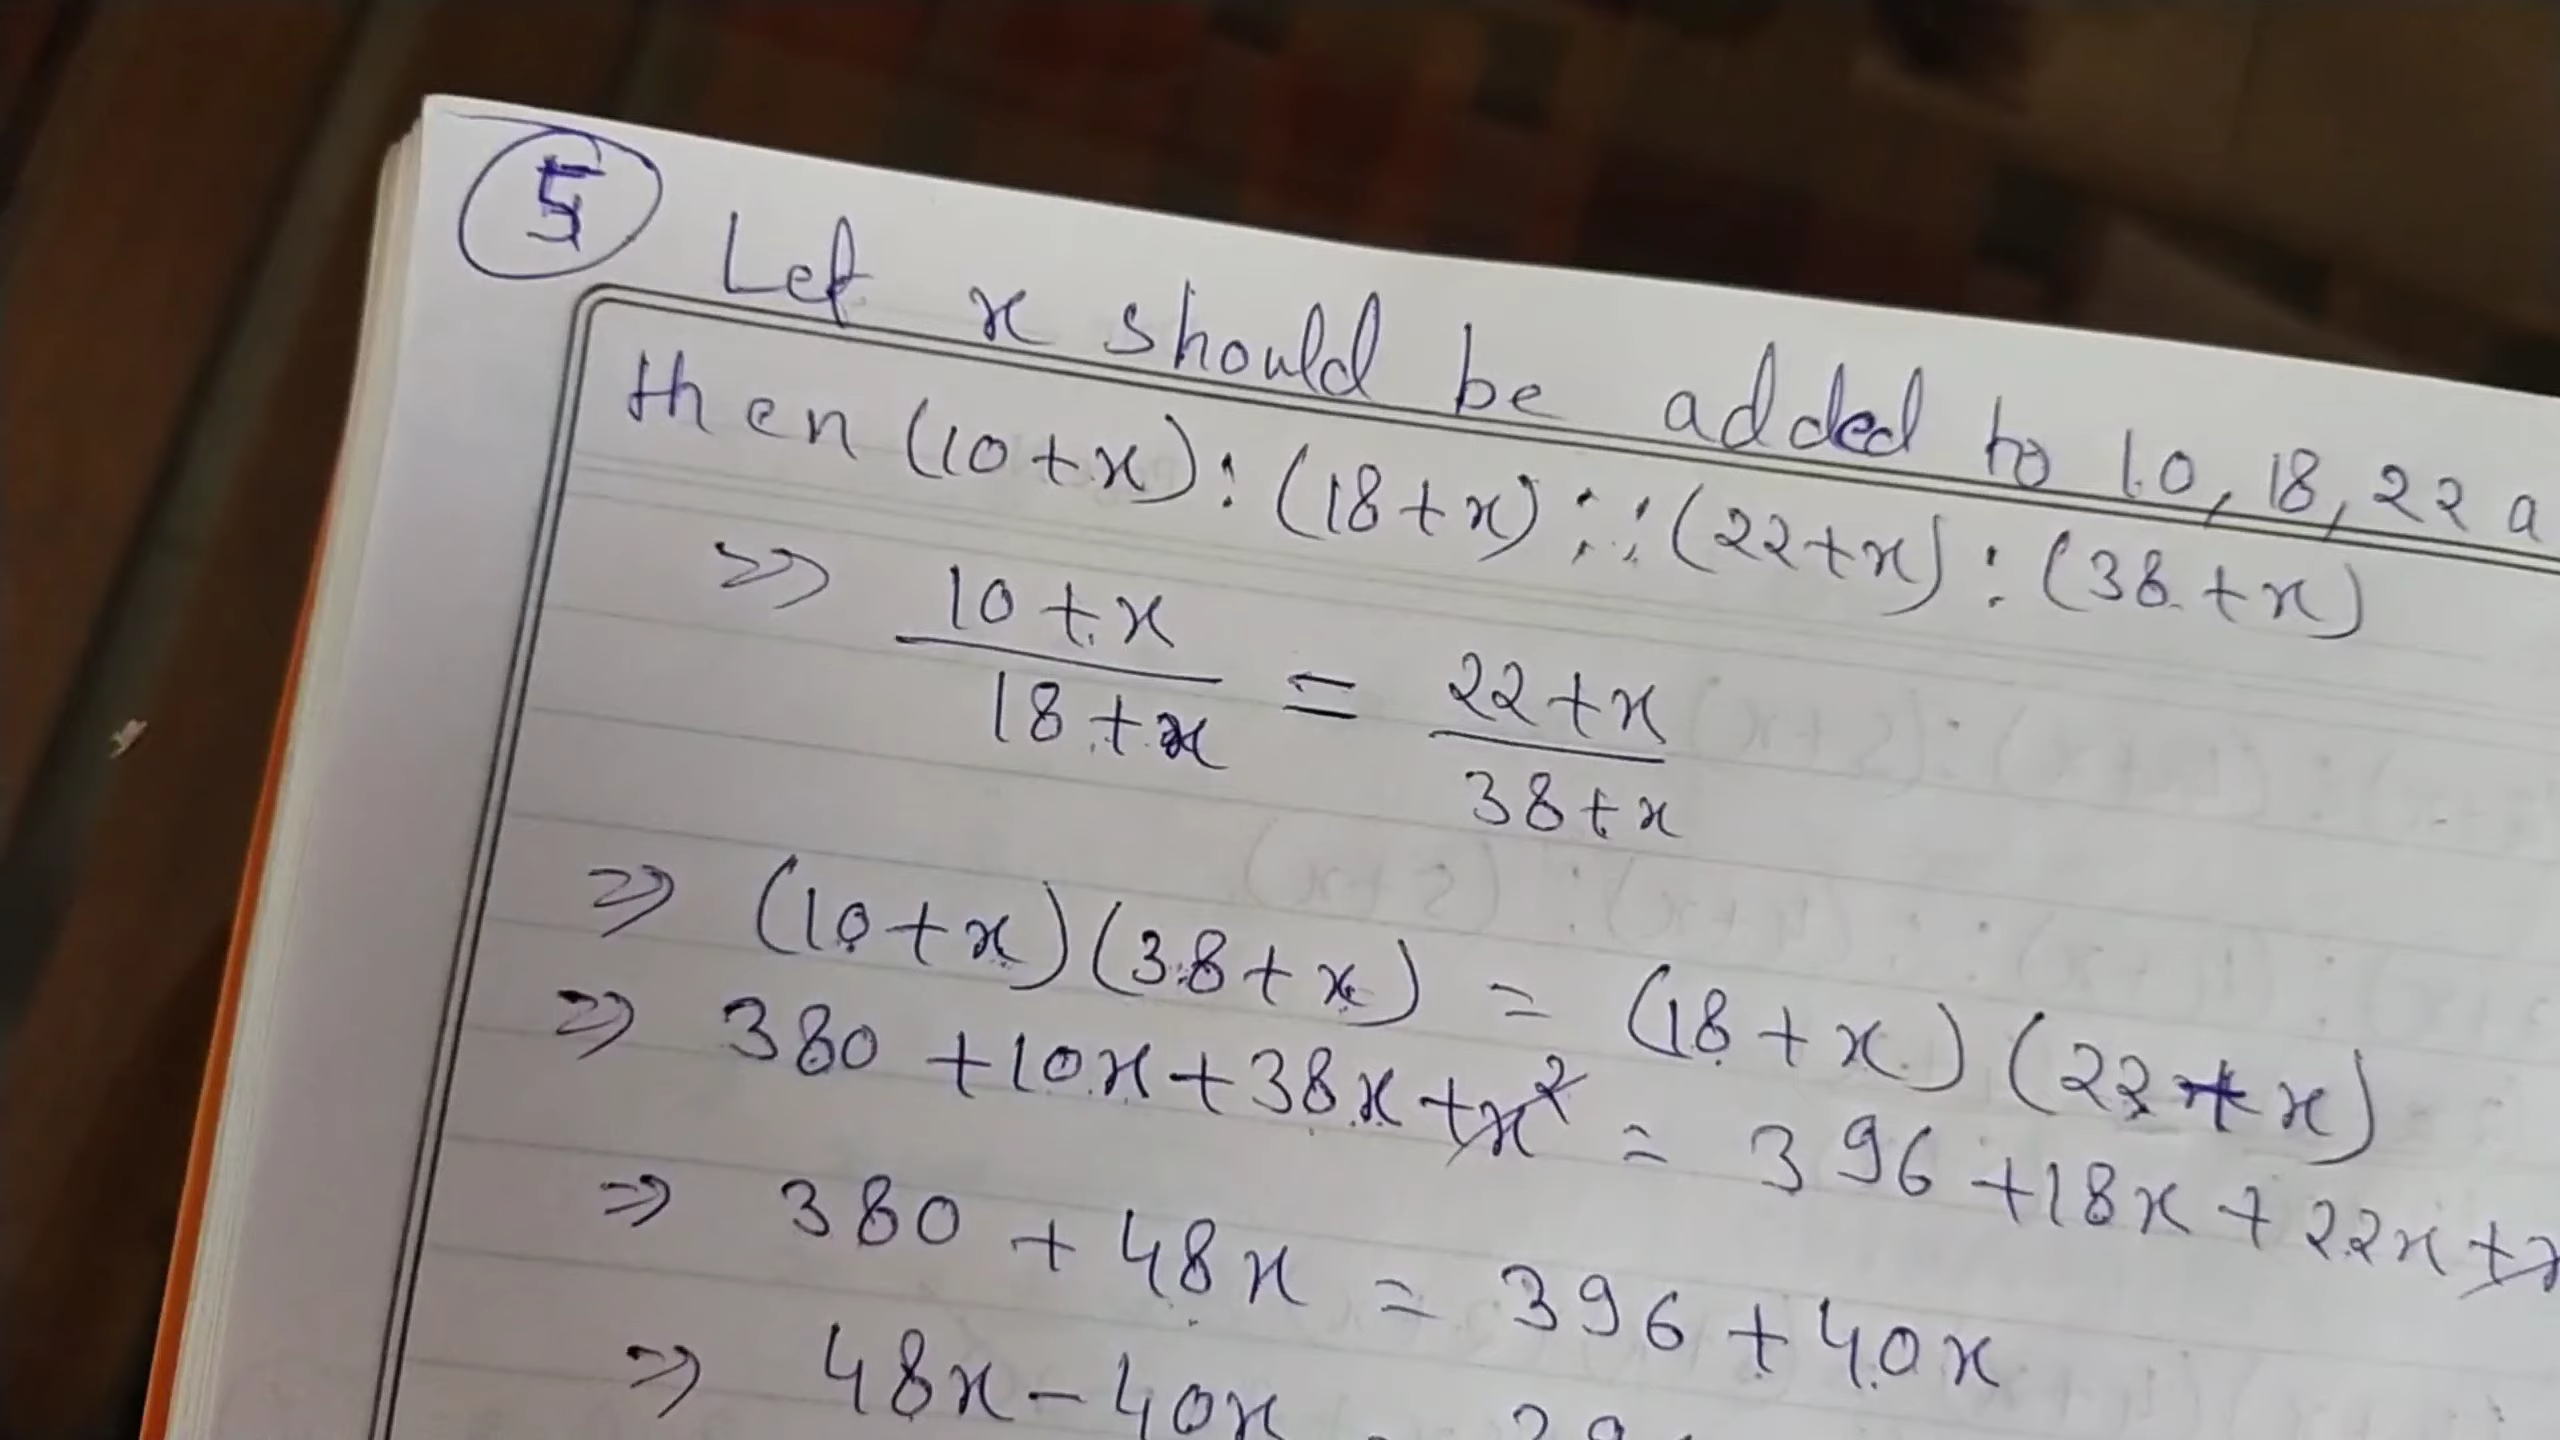 5 Let x should be added to 10, 18, 22 a
then (10+x) : (18+x) :: (22+x) : (38+x)
⇒ 10+x / 18+x = 22+x / 38+x
⇒ (10+x)(38+x) = (18+x)(22+x)
⇒ 380 + 10x + 38x + x² = 396 + 18x + 22x +
⇒ 380 + 48x = 396 + 40x
⇒ 48x - 40x